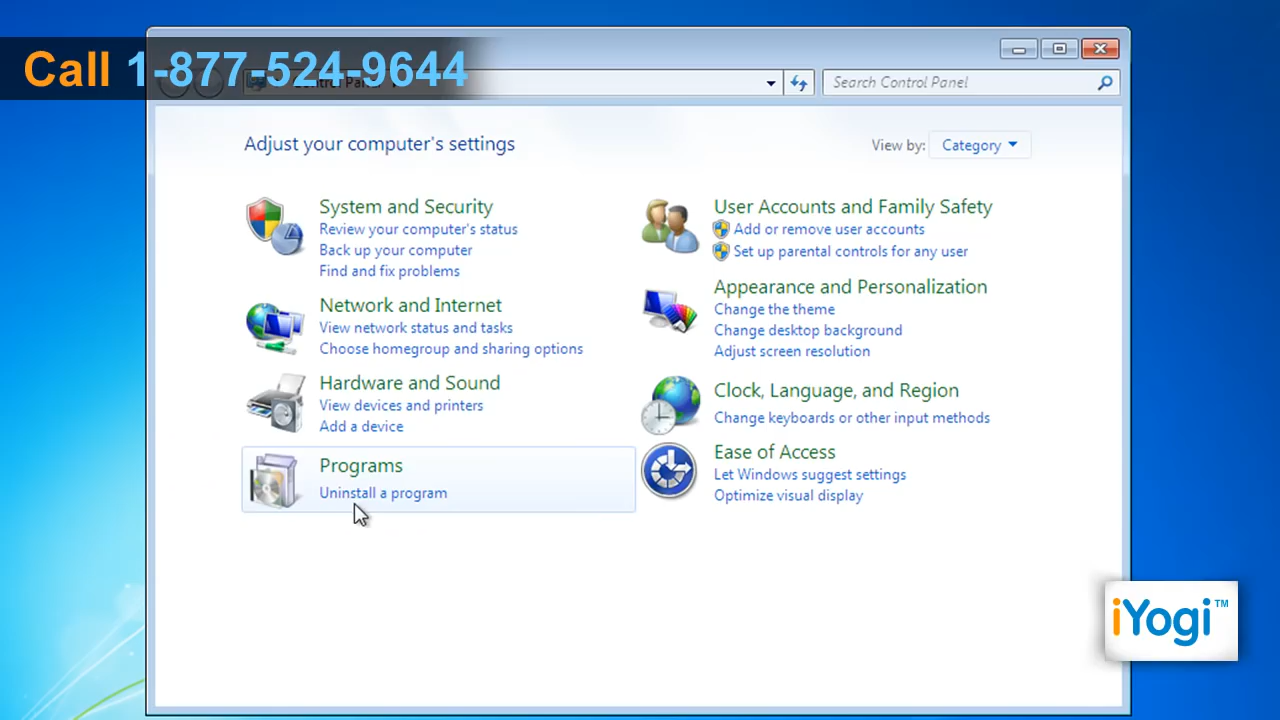 Call 1-877-524-9644
Control Panel
Search Control Panel
Adjust your computer's settings
View by: Category
System and Security
Review your computer's status
Back up your computer
Find and fix problems
Network and Internet
View network status and tasks
Choose homegroup and sharing options
Hardware and Sound
View devices and printers
Add a device
Programs
Uninstall a program
User Accounts and Family Safety
Add or remove user accounts
Set up parental controls for any user
Appearance and Personalization
Change the theme
Change desktop background
Adjust screen resolution
Clock, Language, and Region
Change keyboards or other input methods
Ease of Access
Let Windows suggest settings
Optimize visual display
iYogi™